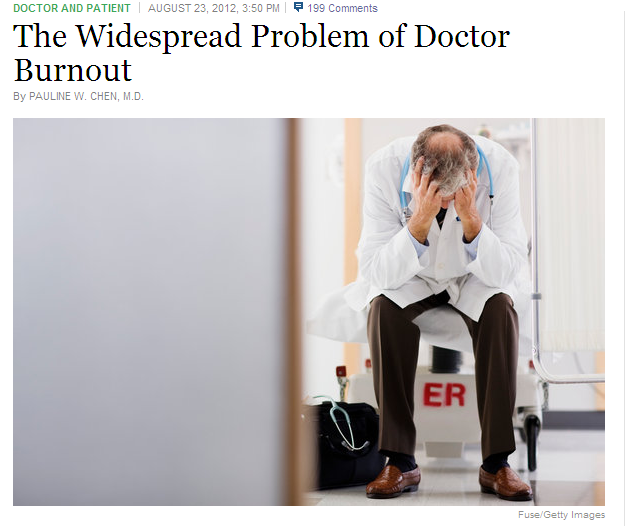 DOCTOR AND PATIENT | AUGUST 23, 2012, 3:50 PM | 199 Comments
The Widespread Problem of Doctor
Burnout
By PAULINE W. CHEN, M.D.
ER
Fuse/Getty Images